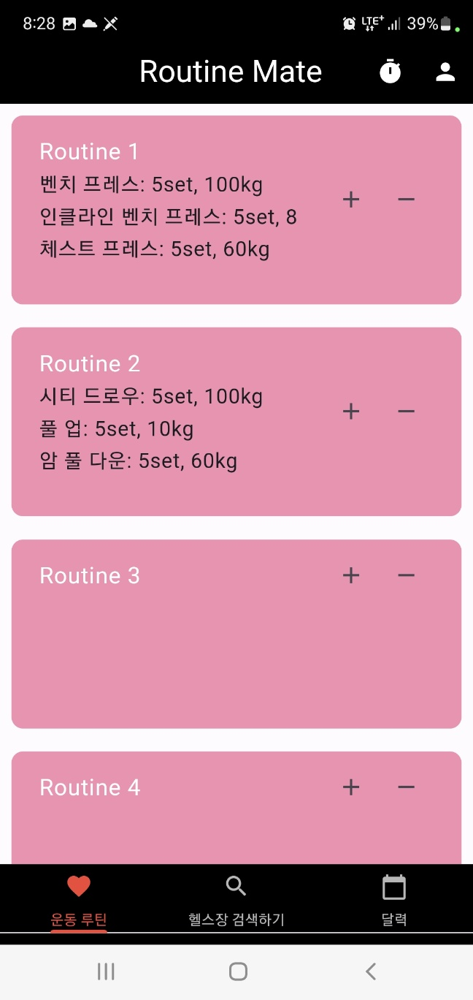 8:28 LTE+ 39%
Routine Mate
Routine 1
벤치 프레스: 5set, 100kg
인클라인 벤치 프레스: 5set, 8
체스트 프레스: 5set, 60kg
Routine 2
시티 드로우: 5set, 100kg
풀 업: 5set, 10kg
암 풀 다운: 5set, 60kg
Routine 3
Routine 4
운동 루틴 헬스장 검색하기 달력